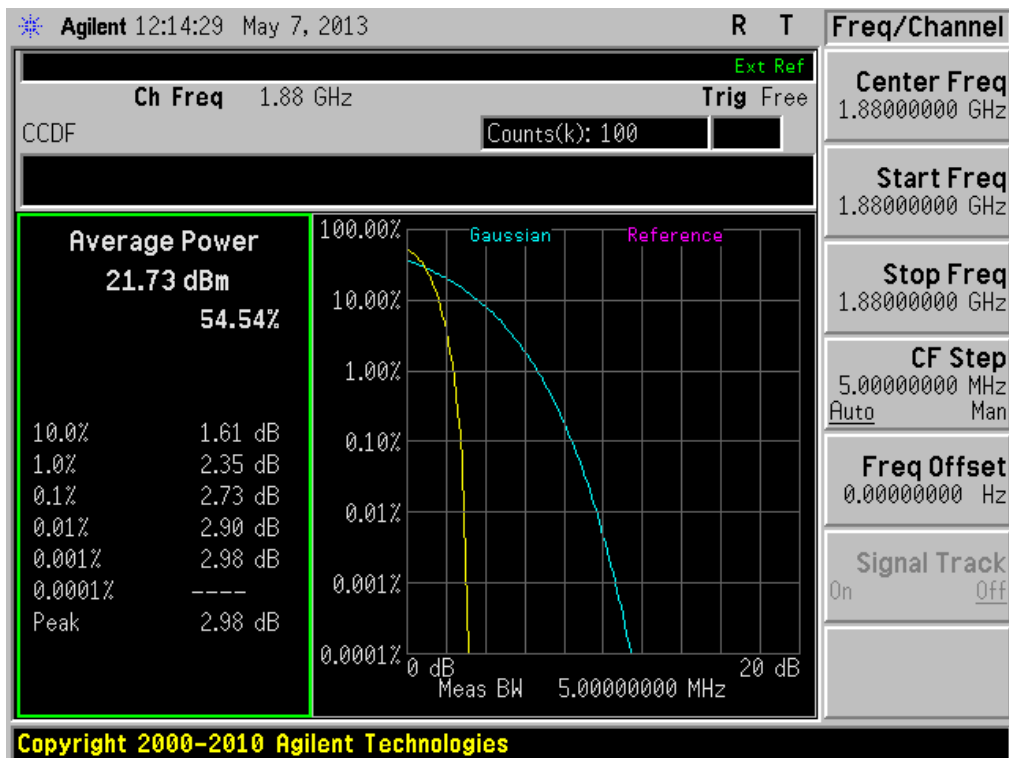 Agilent 12:14:29 May 7, 2013 R T
Ext Ref
Ch Freq 1.88 GHz Trig Free
CCDF Counts(k): 100
Average Power
21.73 dBm
54.54%
10.0% 1.61 dB
1.0% 2.35 dB
0.1% 2.73 dB
0.01% 2.90 dB
0.001% 2.98 dB
0.0001% ----
Peak 2.98 dB
Gaussian Reference
100.00%
10.00%
1.00%
0.10%
0.01%
0.001%
0.0001%
0 dB 20 dB
Meas BW 5.00000000 MHz
Freq/Channel
Center Freq
1.88000000 GHz
Start Freq
1.88000000 GHz
Stop Freq
1.88000000 GHz
CF Step
5.00000000 MHz
Auto Man
Freq Offset
0.00000000 Hz
Signal Track
On Off
Copyright 2000-2010 Agilent Technologies